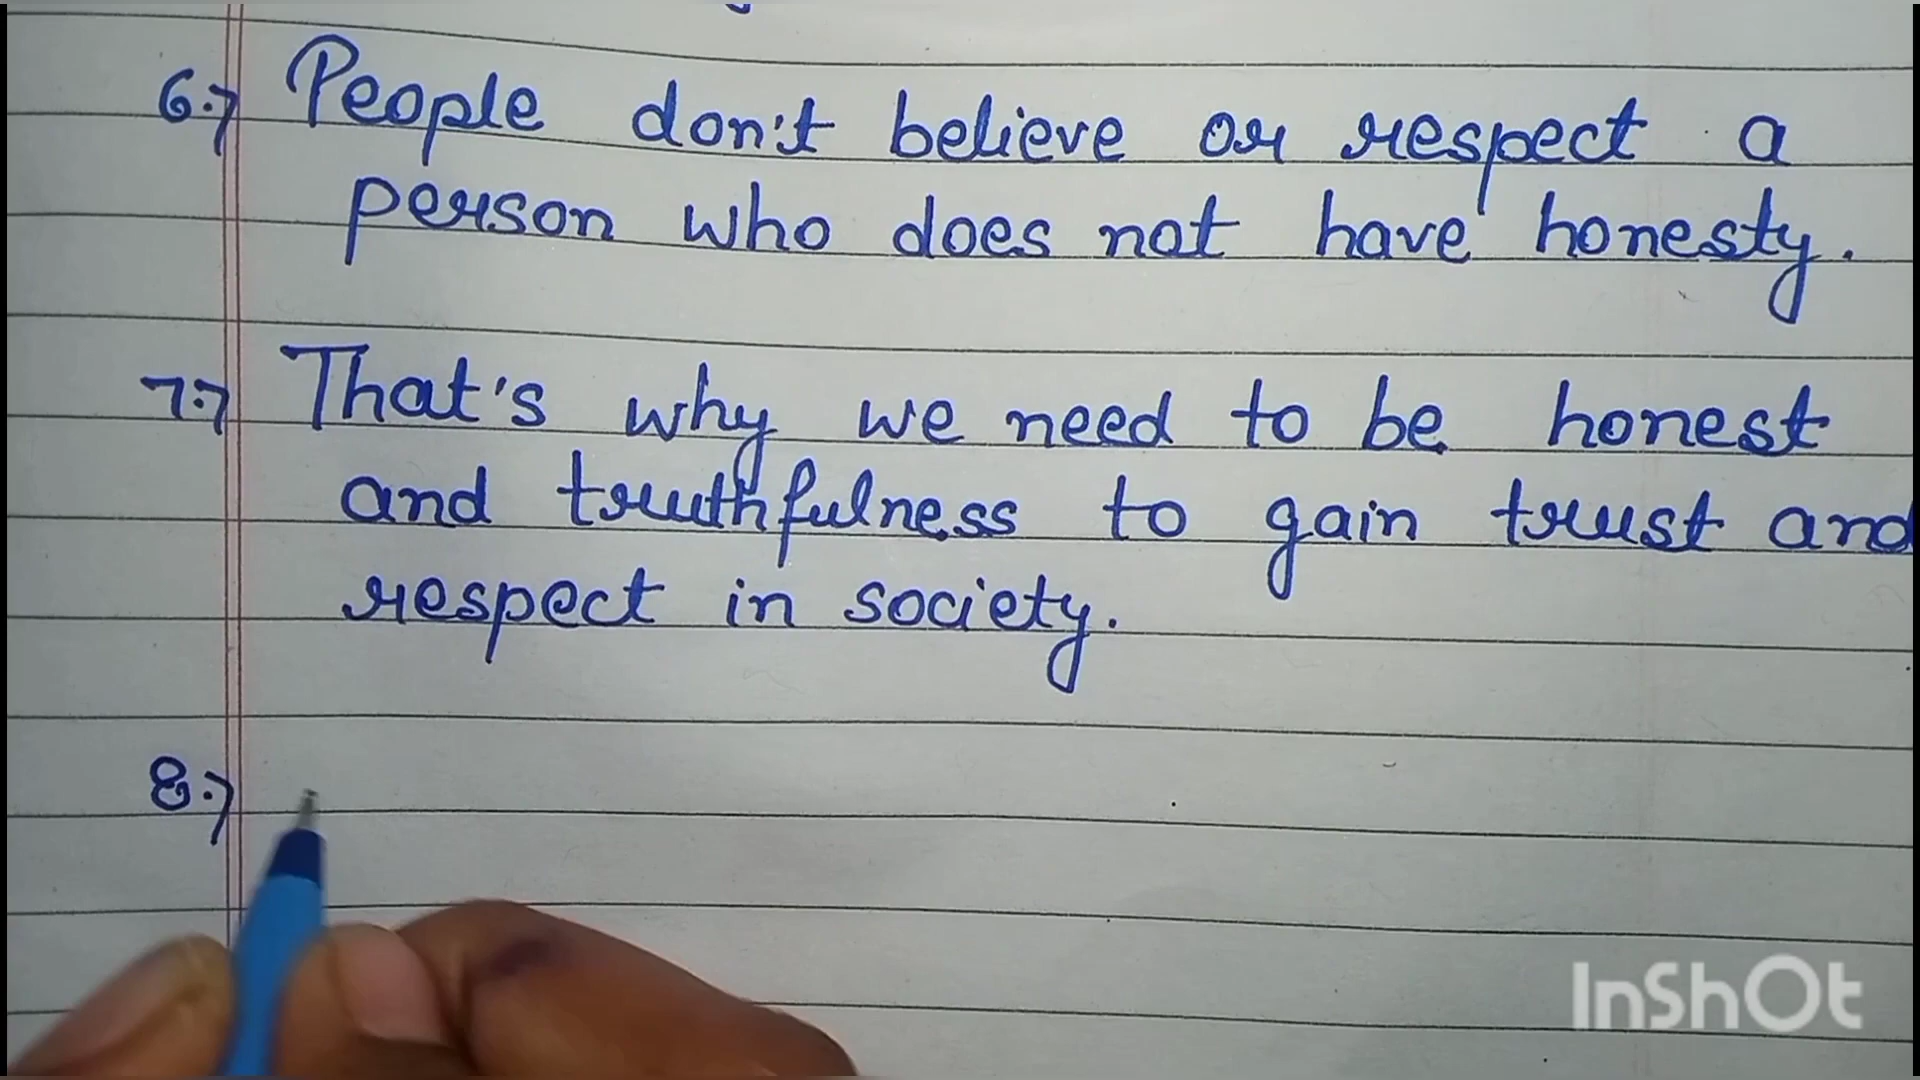 6.) People don't believe or respect a
person who does not have honesty.
7.) That's why we need to be honest
and truthfulness to gain trust and
respect in society.
8.)
InShOt